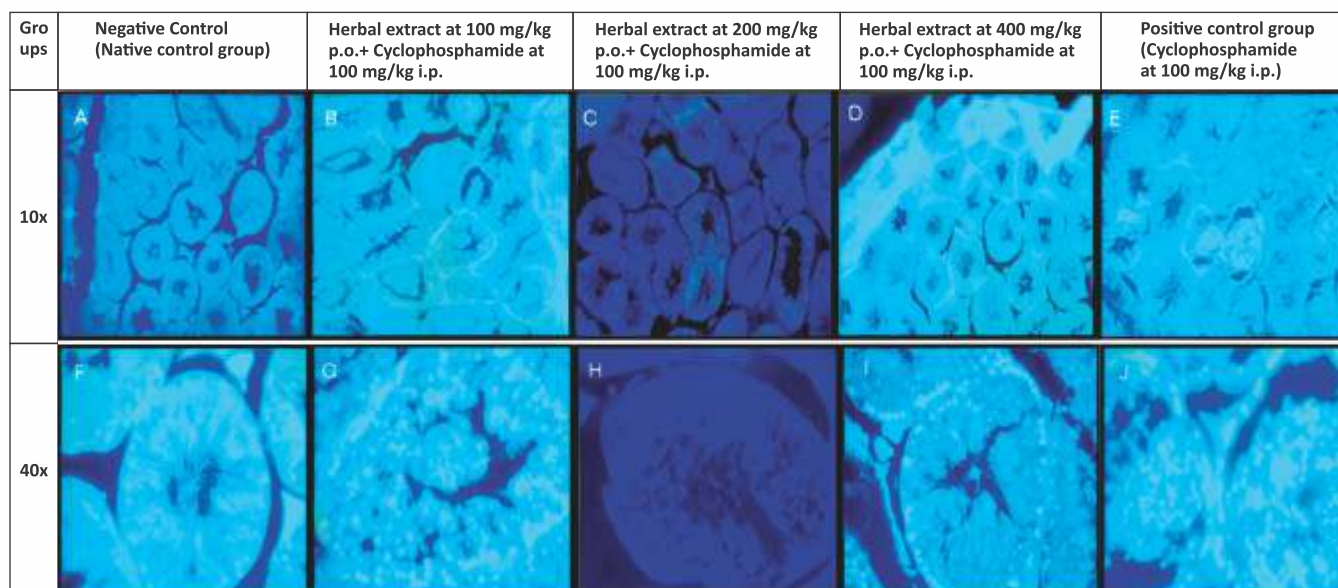 Gro
ups
Negative Control
(Native control group)
Herbal extract at 100 mg/kg
p.o.+ Cyclophosphamide at
100 mg/kg i.p.
Herbal extract at 200 mg/kg
p.o.+ Cyclophosphamide at
100 mg/kg i.p.
Herbal extract at 400 mg/kg
p.o.+ Cyclophosphamide at
100 mg/kg i.p.
Positive control group
(Cyclophosphamide
at 100 mg/kg i.p.)
10x
A
B
C
D
E
40x
F
G
H
I
J